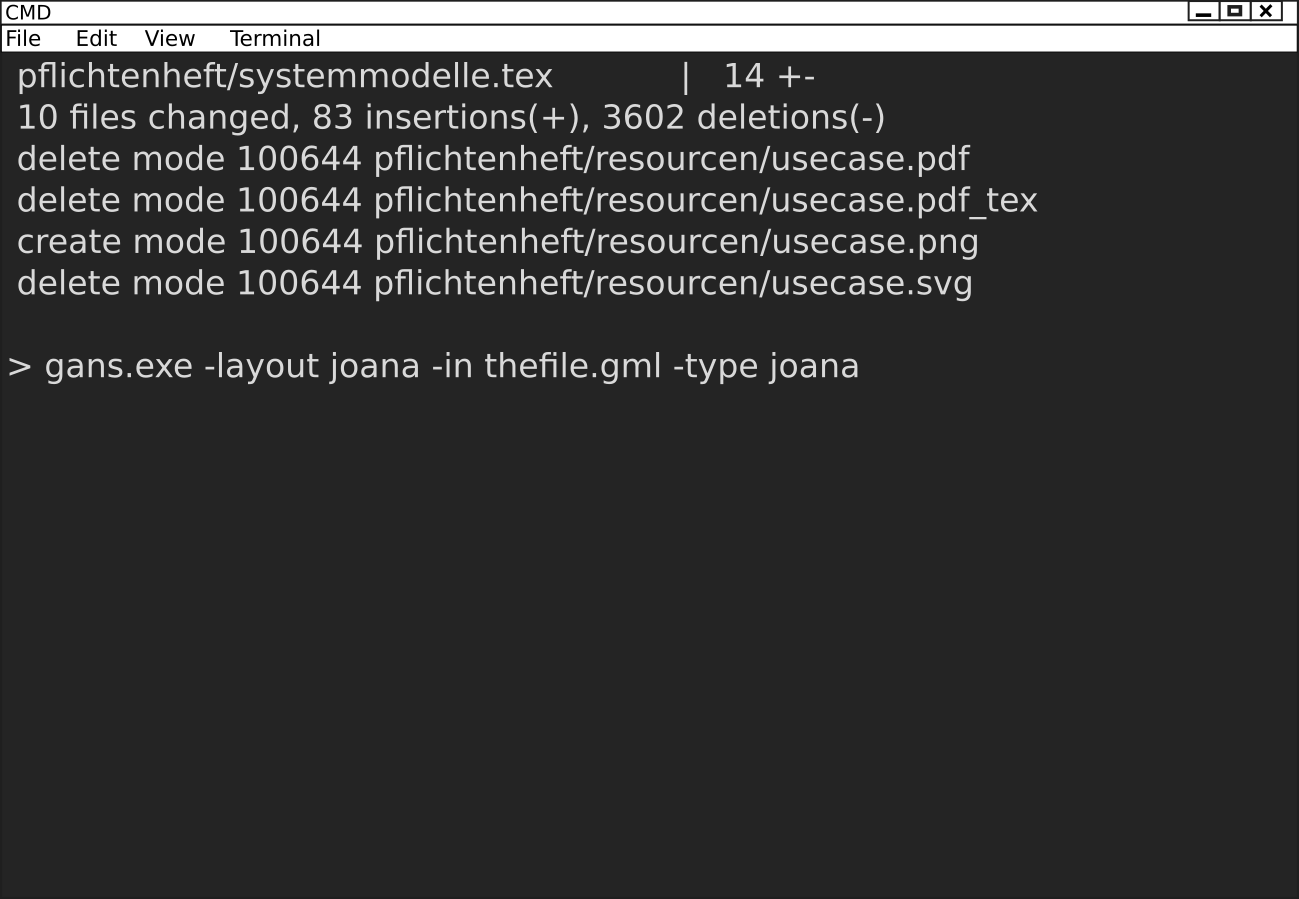 CMD
File Edit View Terminal
pflichtenheft/systemmodelle.tex | 14 +-
10 files changed, 83 insertions(+), 3602 deletions(-)
delete mode 100644 pflichtenheft/resourcen/usecase.pdf
delete mode 100644 pflichtenheft/resourcen/usecase.pdf_tex
create mode 100644 pflichtenheft/resourcen/usecase.png
delete mode 100644 pflichtenheft/resourcen/usecase.svg
> gans.exe -layout joana -in thefile.gml -type joana